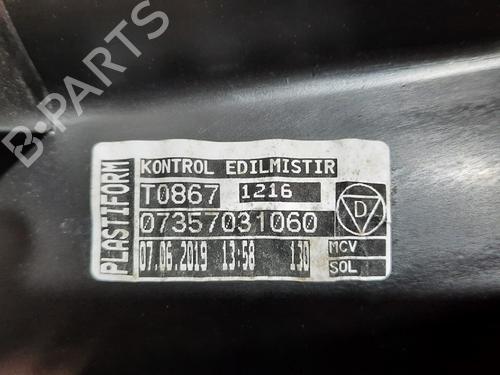 PLASTIFORM
KONTROL EDILMISTIR
T0867 1216
07357031060
07.06.2019 13:58 130
D
MCV
SOL
B-Parts